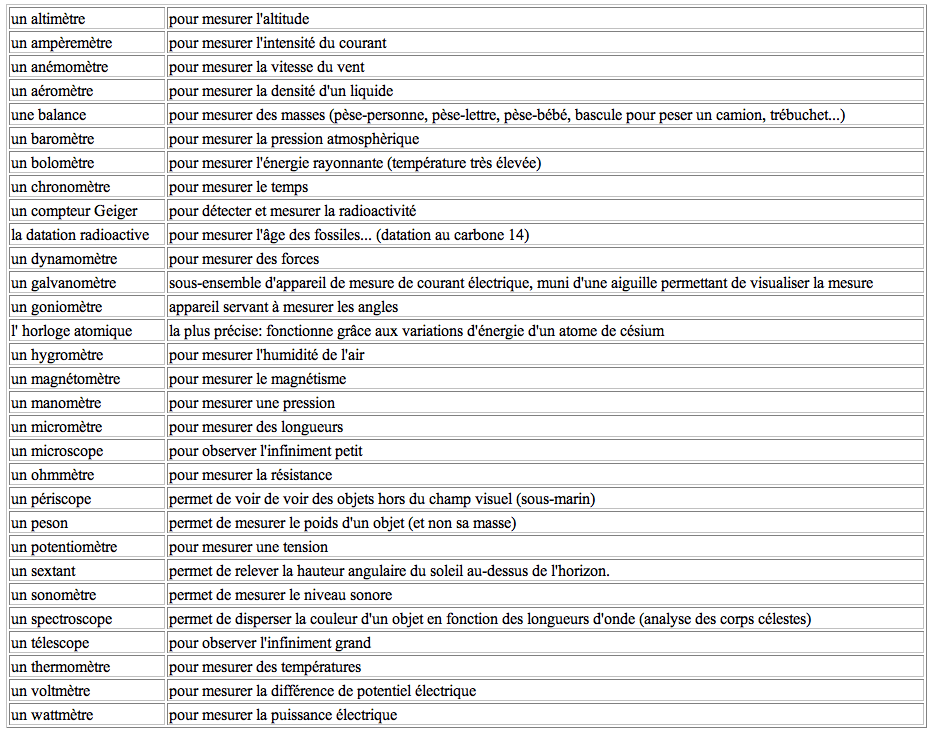 un altimètre pour mesurer l'altitude
un ampèremètre pour mesurer l'intensité du courant
un anémomètre pour mesurer la vitesse du vent
un aéromètre pour mesurer la densité d'un liquide
une balance pour mesurer des masses (pèse-personne, pèse-lettre, pèse-bébé, bascule pour peser un camion, trébuchet...)
un baromètre pour mesurer la pression atmosphèrique
un bolomètre pour mesurer l'énergie rayonnante (température très élevée)
un chronomètre pour mesurer le temps
un compteur Geiger pour détecter et mesurer la radioactivité
la datation radioactive pour mesurer l'âge des fossiles... (datation au carbone 14)
un dynamomètre pour mesurer des forces
un galvanomètre sous-ensemble d'appareil de mesure de courant électrique, muni d'une aiguille permettant de visualiser la mesure
un goniomètre appareil servant à mesurer les angles
l' horloge atomique la plus précise: fonctionne grâce aux variations d'énergie d'un atome de césium
un hygromètre pour mesurer l'humidité de l'air
un magnétomètre pour mesurer le magnétisme
un manomètre pour mesurer une pression
un micromètre pour mesurer des longueurs
un microscope pour observer l'infiniment petit
un ohmmètre pour mesurer la résistance
un périscope permet de voir de voir des objets hors du champ visuel (sous-marin)
un peson permet de mesurer le poids d'un objet (et non sa masse)
un potentiomètre pour mesurer une tension
un sextant permet de relever la hauteur angulaire du soleil au-dessus de l'horizon.
un sonomètre permet de mesurer le niveau sonore
un spectroscope permet de disperser la couleur d'un objet en fonction des longueurs d'onde (analyse des corps célestes)
un télescope pour observer l'infiniment grand
un thermomètre pour mesurer des températures
un voltmètre pour mesurer la différence de potentiel électrique
un wattmètre pour mesurer la puissance électrique